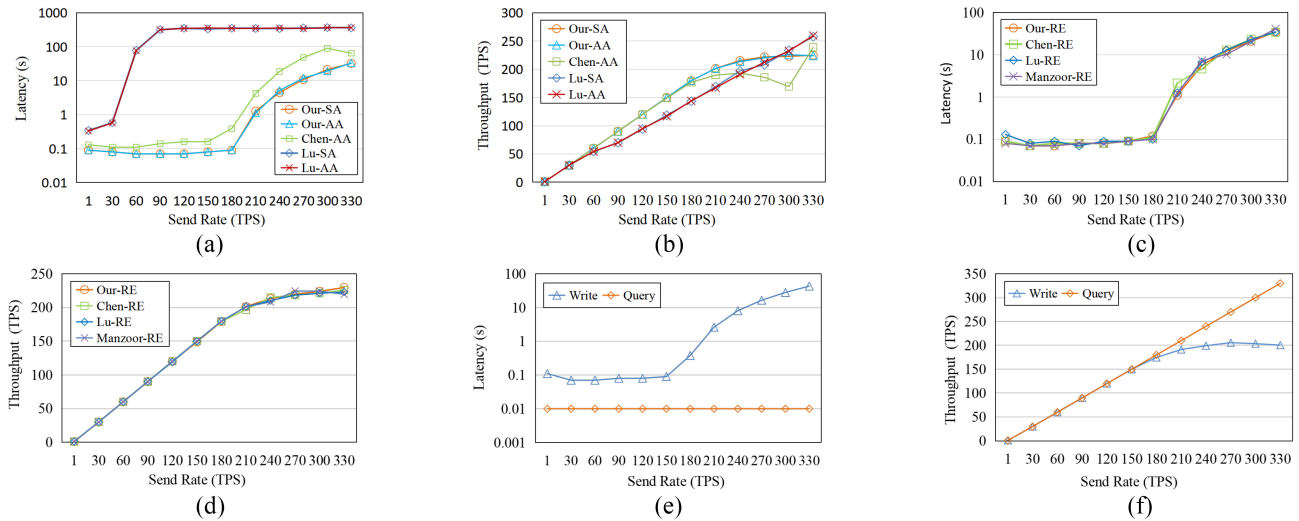 1000
100
10
1
0.1
0.01
Latency (s)
Our-SA
Our-AA
Chen-AA
Lu-SA
Lu-AA
1 30 60 90 120 150 180 210 240 270 300 330
Send Rate (TPS)
(a)
300
250
200
150
100
50
0
Throughput (TPS)
Our-SA
Our-AA
Chen-AA
Lu-SA
Lu-AA
1 30 60 90 120 150 180 210 240 270 300 330
Send Rate (TPS)
(b)
100
10
1
0.1
0.01
Latency (s)
Our-RE
Chen-RE
Lu-RE
Manzoor-RE
1 30 60 90 120 150 180 210 240 270 300 330
Send Rate (TPS)
(c)
250
200
150
100
50
0
Throughput (TPS)
Our-RE
Chen-RE
Lu-RE
Manzoor-RE
1 30 60 90 120 150 180 210 240 270 300 330
Send Rate (TPS)
(d)
100
10
1
0.1
0.01
0.001
Latency (s)
Write Query
1 30 60 90 120 150 180 210 240 270 300 330
Send Rate (TPS)
(e)
350
300
250
200
150
100
50
0
Throughput (TPS)
Write Query
1 30 60 90 120 150 180 210 240 270 300 330
Send Rate (TPS)
(f)